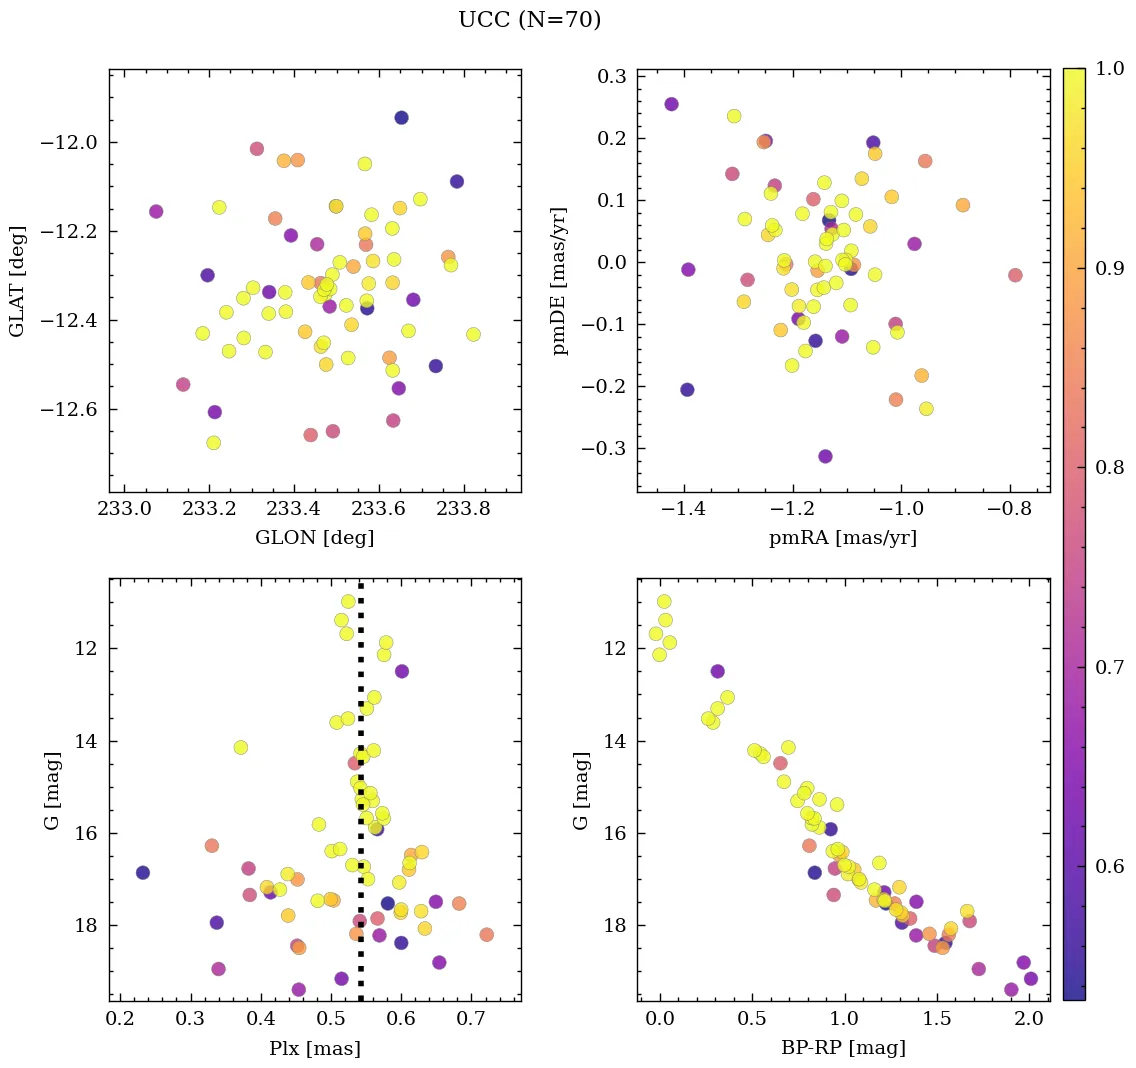 UCC (N=70)
−12.0
−12.2
−12.4
−12.6
GLAT [deg]
233.0 233.2 233.4 233.6 233.8
GLON [deg]
0.3
0.2
0.1
0.0
−0.1
−0.2
−0.3
pmDE [mas/yr]
−1.4 −1.2 −1.0 −0.8
pmRA [mas/yr]
12
14
16
18
G [mag]
0.2 0.3 0.4 0.5 0.6 0.7
Plx [mas]
12
14
16
18
G [mag]
0.0 0.5 1.0 1.5 2.0
BP-RP [mag]
1.0
0.9
0.8
0.7
0.6